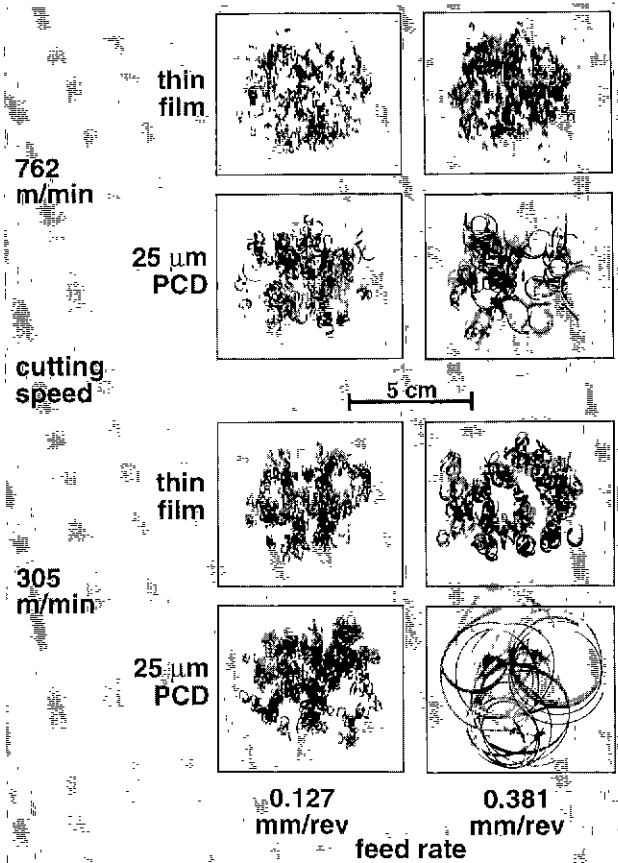 thin
film
762
m/min
25 μm
PCD
cutting
speed
5 cm
thin
film
305
m/min
25 μm
PCD
0.127
mm/rev
0.381
mm/rev
feed rate